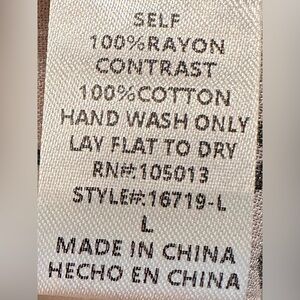 SELF
100%RAYON
CONTRAST
100%COTTON
HAND WASH ONLY
LAY FLAT TO DRY
RN#:105013
STYLE#:16719-L
L
MADE IN CHINA
HECHO EN CHINA